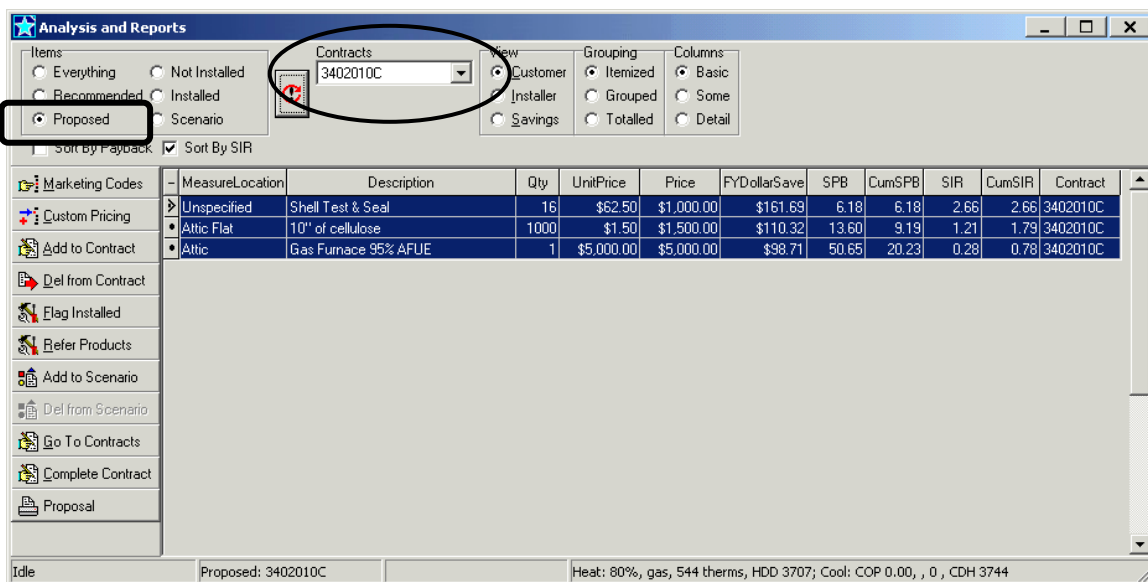 Analysis and Reports
Items Contracts View Grouping Columns
Everything Not Installed 3402010C Customer Itemized Basic
Recommended Installed Installer Grouped Some
Proposed Scenario Savings Totalled Detail
Sort By Payback Sort By SIR
Marketing Codes
Custom Pricing
Add to Contract
Del from Contract
Flag Installed
Refer Products
Add to Scenario
Del from Scenario
Go To Contracts
Complete Contract
Proposal
MeasureLocation Description Qty UnitPrice Price FYDollarSave SPB CumSPB SIR CumSIR Contract
Unspecified Shell Test & Seal 16 $62.50 $1,000.00 $161.69 6.18 6.18 2.66 2.66 3402010C
Attic Flat 10" of cellulose 1000 $1.50 $1,500.00 $110.32 13.60 9.19 1.21 1.79 3402010C
Attic Gas Furnace 95% AFUE 1 $5,000.00 $5,000.00 $98.71 50.65 20.23 0.28 0.78 3402010C
Idle Proposed: 3402010C Heat: 80%, gas, 544 therms, HDD 3707; Cool: COP 0.00, , 0 , CDH 3744